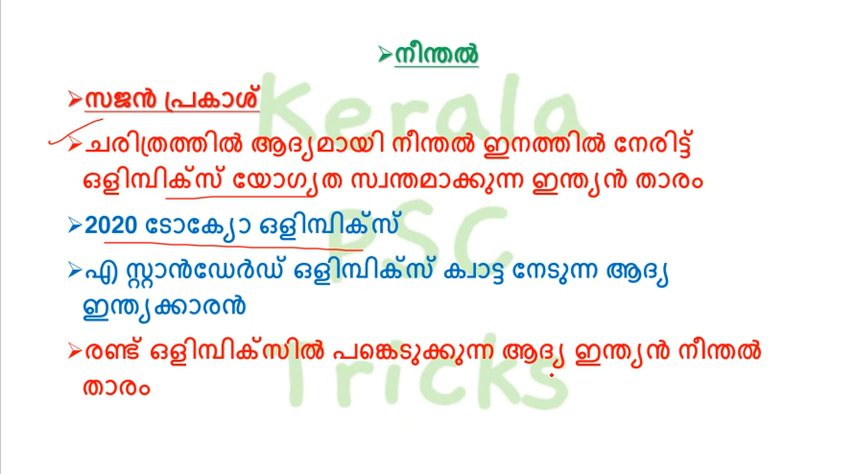 ➢നീന്തൽ
➢സജൻ പ്രകാശ്
➢ചരിത്രത്തിൽ ആദ്യമായി നീന്തൽ ഇനത്തിൽ നേരിട്ട്
ഒളിമ്പിക്സ് യോഗ്യത സ്വന്തമാക്കുന്ന ഇന്ത്യൻ താരം
➢2020 ടോക്യോ ഒളിമ്പിക്സ്
➢എ സ്റ്റാൻഡേർഡ് ഒളിമ്പിക്സ് ക്വാട്ട നേടുന്ന ആദ്യ
ഇന്ത്യക്കാരൻ
➢രണ്ട് ഒളിമ്പിക്സിൽ പങ്കെടുക്കുന്ന ആദ്യ ഇന്ത്യൻ നീന്തൽ
താരം
Kerala
PSC
Tricks